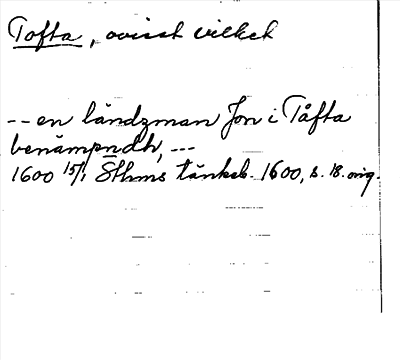 Tofta, ovisst vilket
-- en ländzman Jon i Tåfta
benämpndh, ---
1600 15/1 Sthms tänkeb. 1600, s. 18. orig.